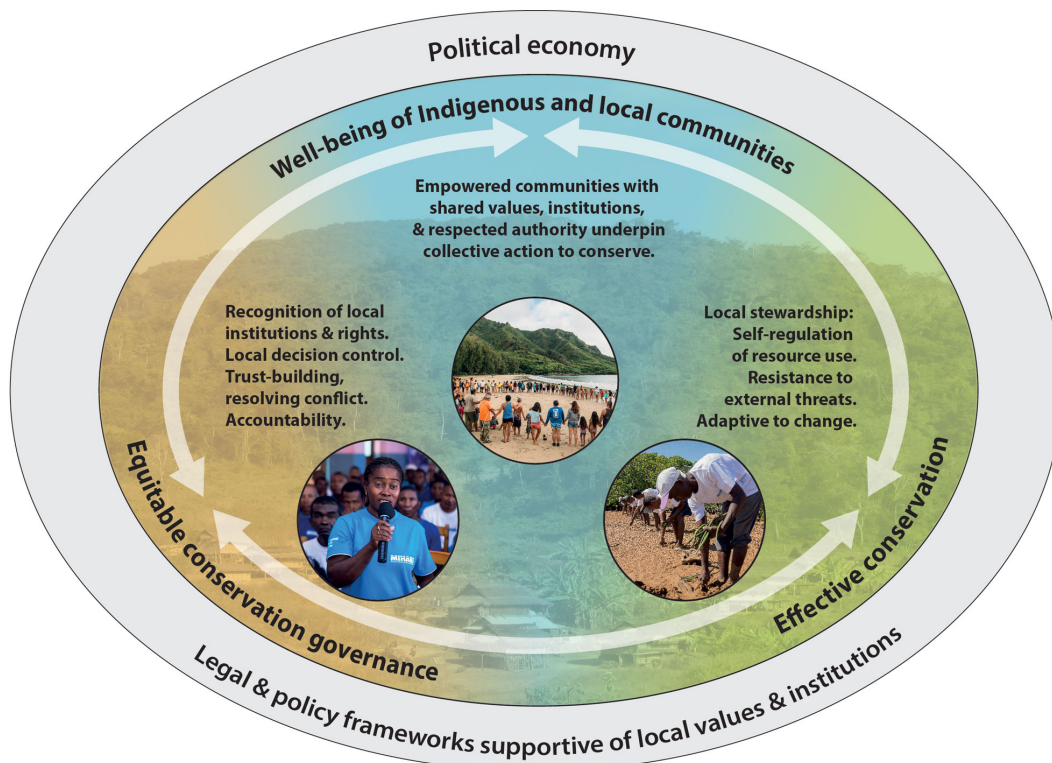 Political economy
Well-being of Indigenous and local communities
Empowered communities with
shared values, institutions,
& respected authority underpin
collective action to conserve.
Recognition of local
institutions & rights.
Local decision control.
Trust-building,
resolving conflict.
Accountability.
Local stewardship:
Self-regulation
of resource use.
Resistance to
external threats.
Adaptive to change.
Equitable conservation governance
Effective conservation
Legal & policy frameworks supportive of local values & institutions